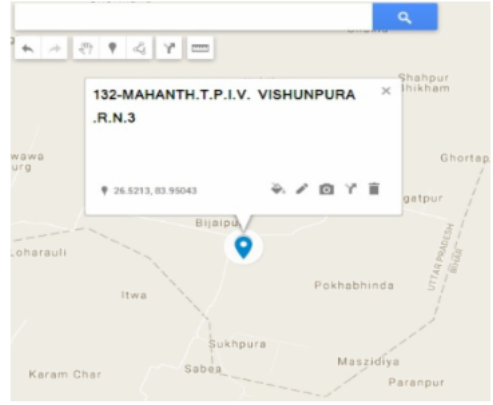 Shahpur
Bhikham
132-MAHANTH.T.P.I.V. VISHUNPURA
.R.N.3
Ghortap
26.5213, 83.95043
gatpur
Bijaipu
oharauli
UTTAR PRADESH
BIHAR
Pokhabhinda
Itwa
Sukhpura
Sabea
Maszidiya
Karam Char
Paranpur